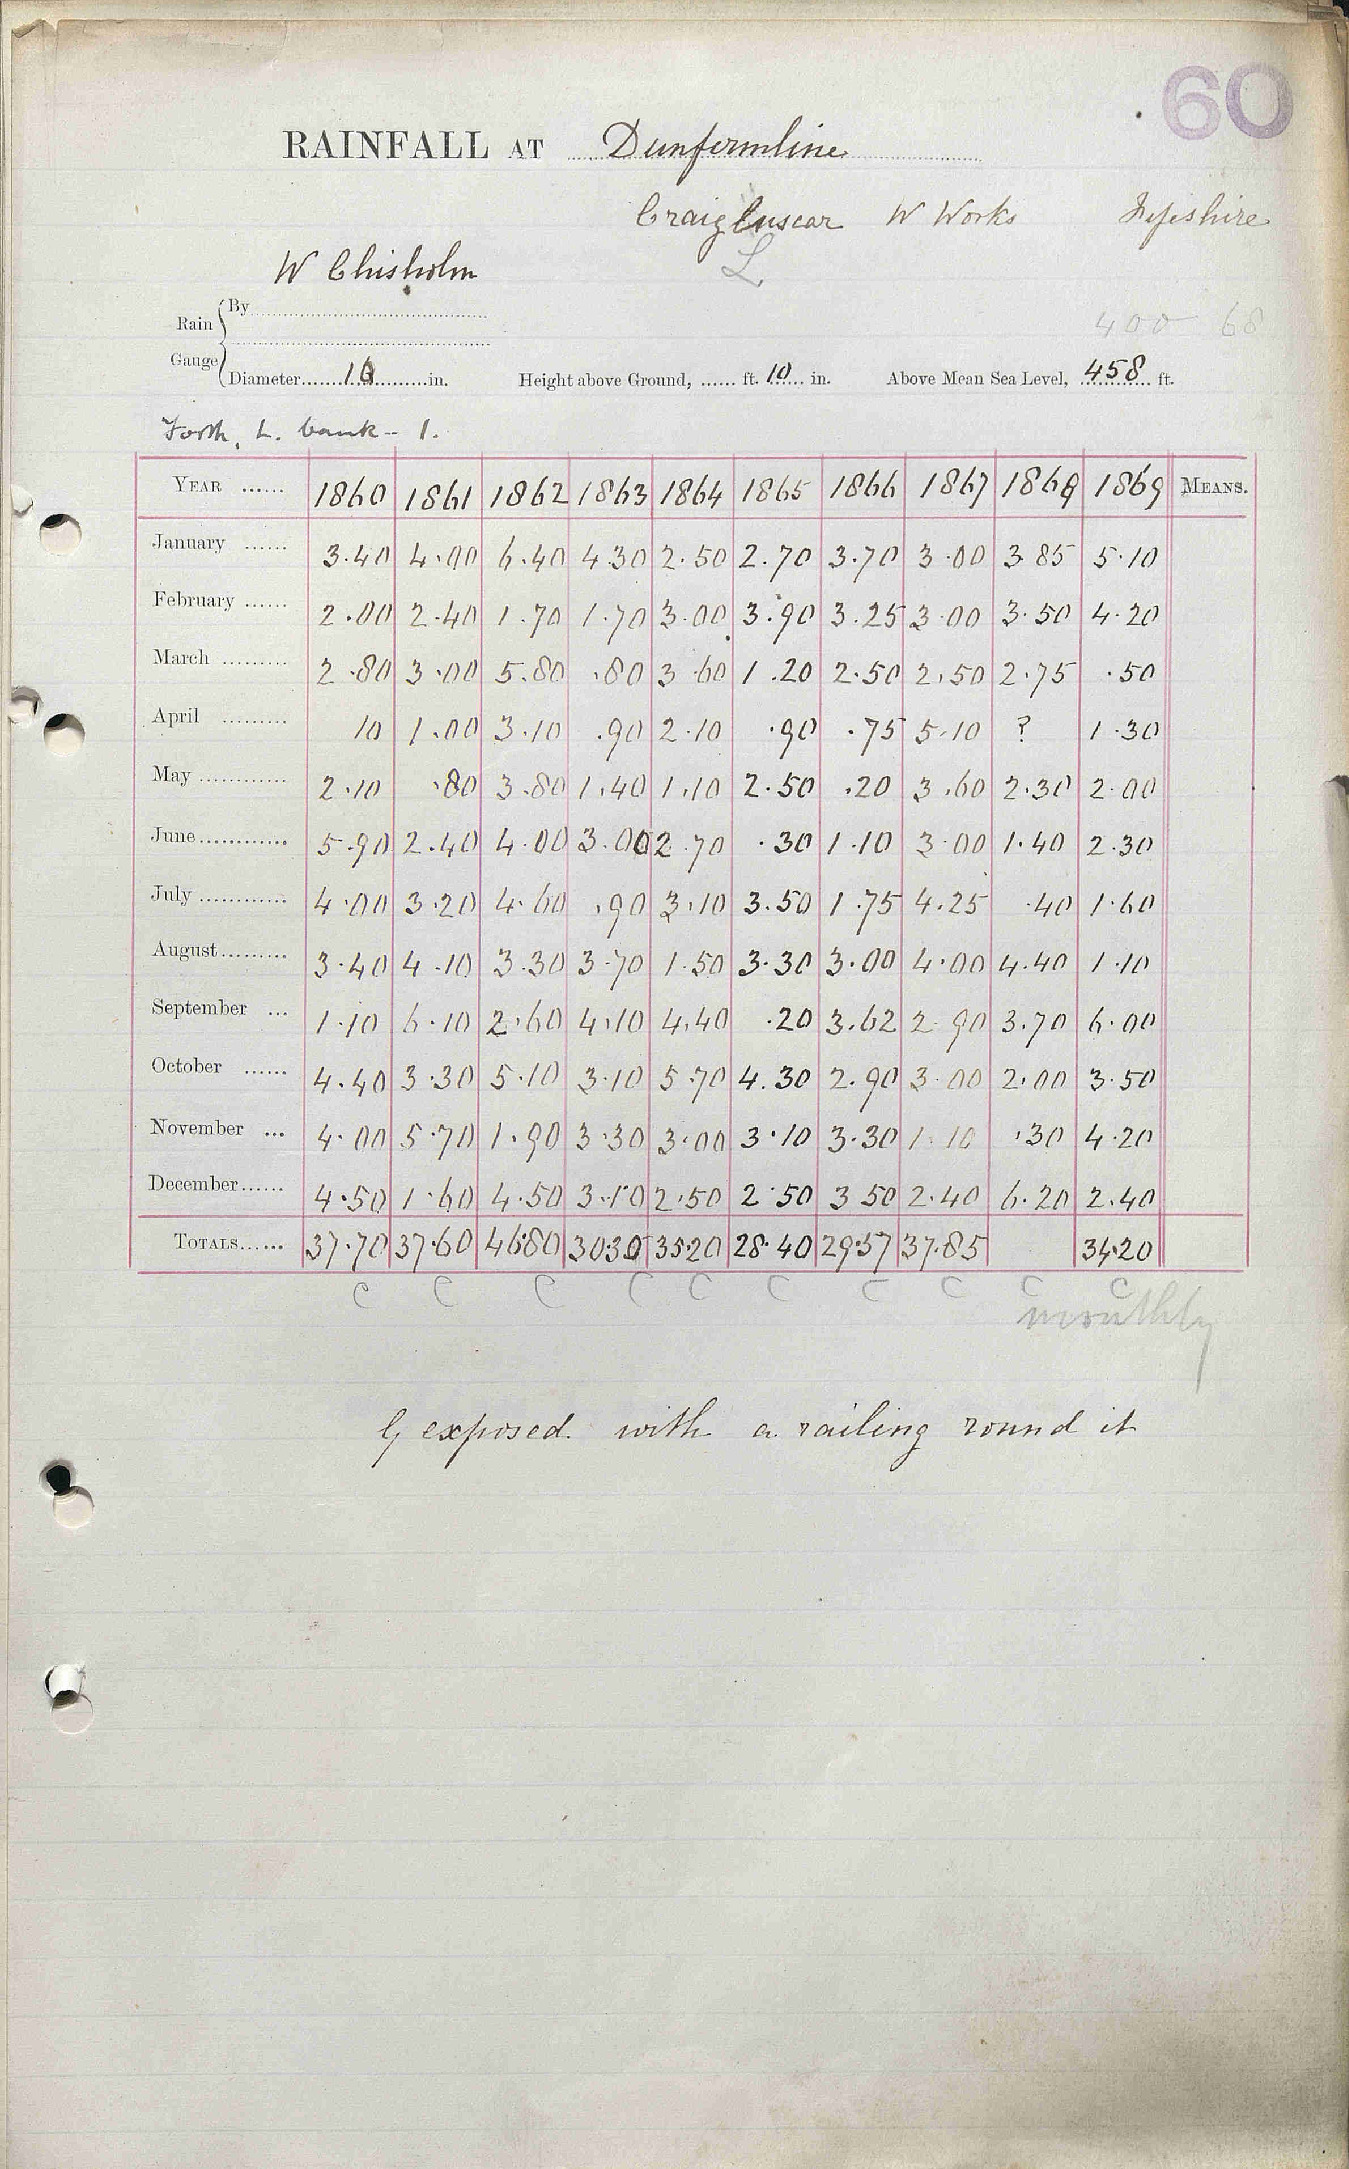 60
RAINFALL AT Dunfermline
Craigluscar W Works Fifeshire
L
W Chisholm
400 68
Rain Gauge { By
Diameter in. Height above Ground, ...... ft. 10 in. Above Mean Sea Level, 458 ft.
Forth, L. bank - 1.
YEAR ...... 1860 1861 1862 1863 1864 1865 1866 1867 1868 1869 MEANS.
January ...... 3.40 4.00 6.40 4.30 2.50 2.70 3.70 3.00 3.85 5.10
February ...... 2.00 2.40 1.70 1.70 3.00 3.90 3.25 3.00 3.50 4.20
March ......... 2.80 3.00 5.80 .80 3.60 1.20 2.50 2.50 2.75 .50
April ......... 10 1.00 3.10 .90 2.10 .90 .75 5.10 ? 1.30
May ............ 2.10 .80 3.80 1.40 1.10 2.50 .20 3.60 2.30 2.00
June ............ 5.90 2.40 4.00 3.00 2.70 .30 1.10 3.00 1.40 2.30
July ............ 4.00 3.20 4.60 .90 3.10 3.50 1.75 4.25 .40 1.60
August ......... 3.40 4.10 3.30 3.70 1.50 3.30 3.00 4.00 4.40 1.10
September ... 1.10 6.10 2.60 4.10 4.40 .20 3.62 2.90 3.70 6.00
October ...... 4.40 3.30 5.10 3.10 5.70 4.30 2.90 3.00 2.00 3.50
November ... 4.00 5.70 1.90 3.30 3.00 3.10 3.30 1.10 .30 4.20
December ...... 4.50 1.60 4.50 3.10 2.50 2.50 3.50 2.40 6.20 2.40
TOTALS ...... 37.70 37.60 46.80 30.30 35.20 28.40 29.57 37.85 34.20
C C C C C C C C C C
monthly
G exposed with a railing round it